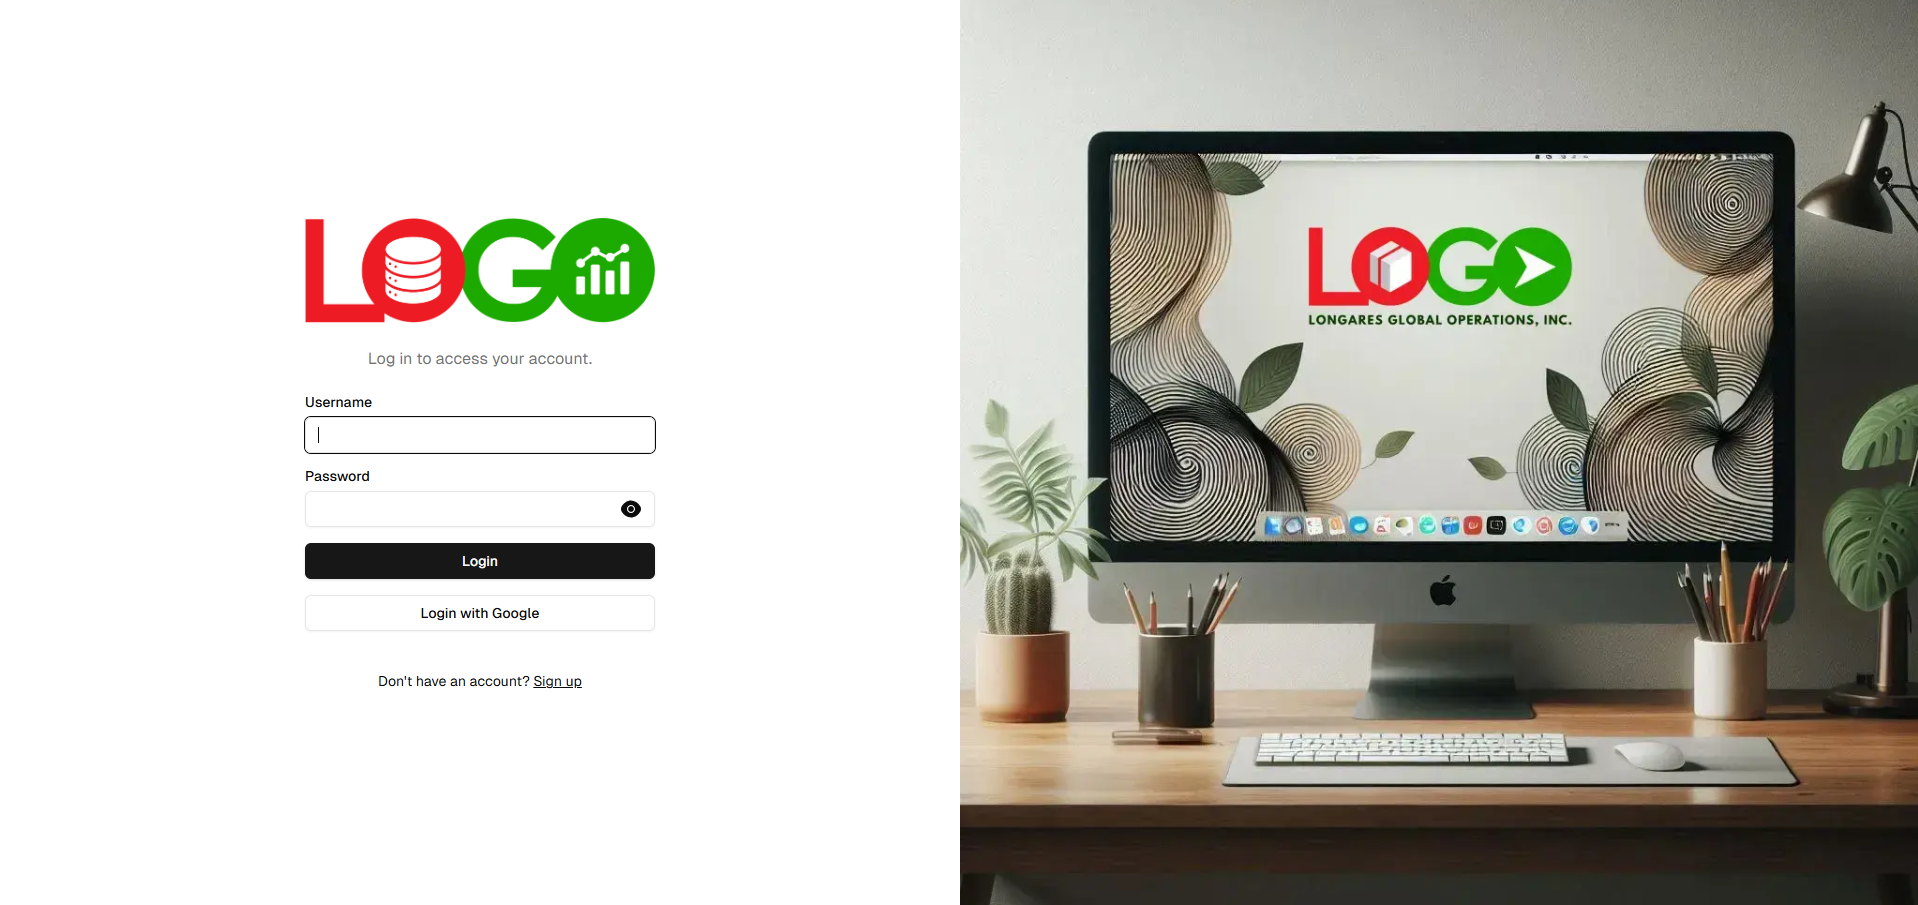 LOGO
Log in to access your account.
Username
Password
Login
Login with Google
Don't have an account? Sign up
LOGO
LONGARES GLOBAL OPERATIONS, INC.